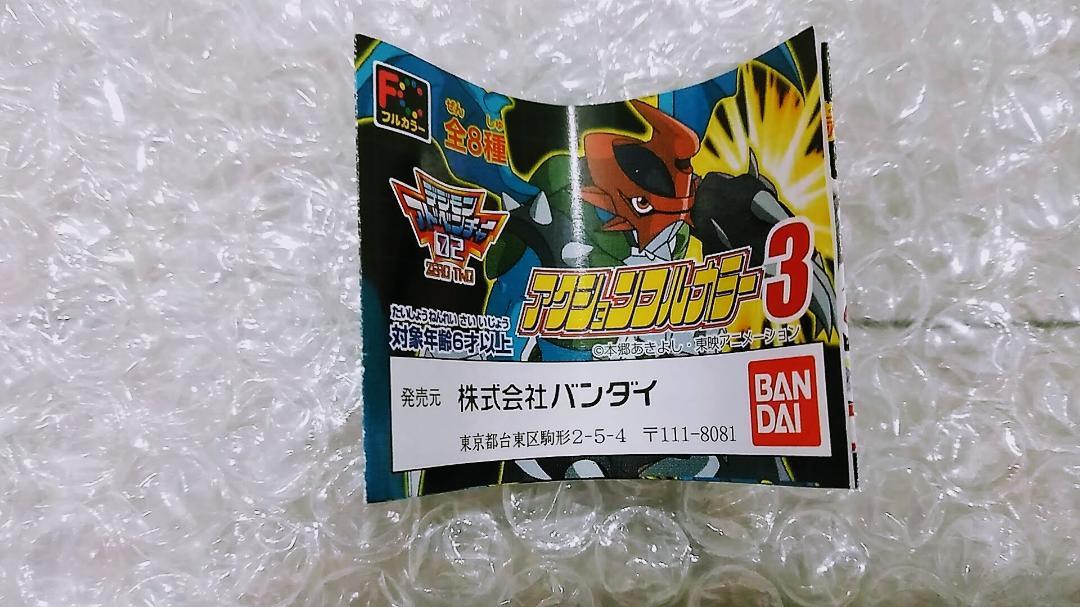 F
フルカラー
ぜん しゅ
全8種
デジモン
アドベンチャー
02
ZERO TWO
アクションフルカラー3
たいしょうねんれい さい いじょう
対象年齢6才以上
©本郷あきよし・東映アニメーション
発売元 株式会社バンダイ
東京都台東区駒形2-5-4 〒111-8081
BAN
DAI